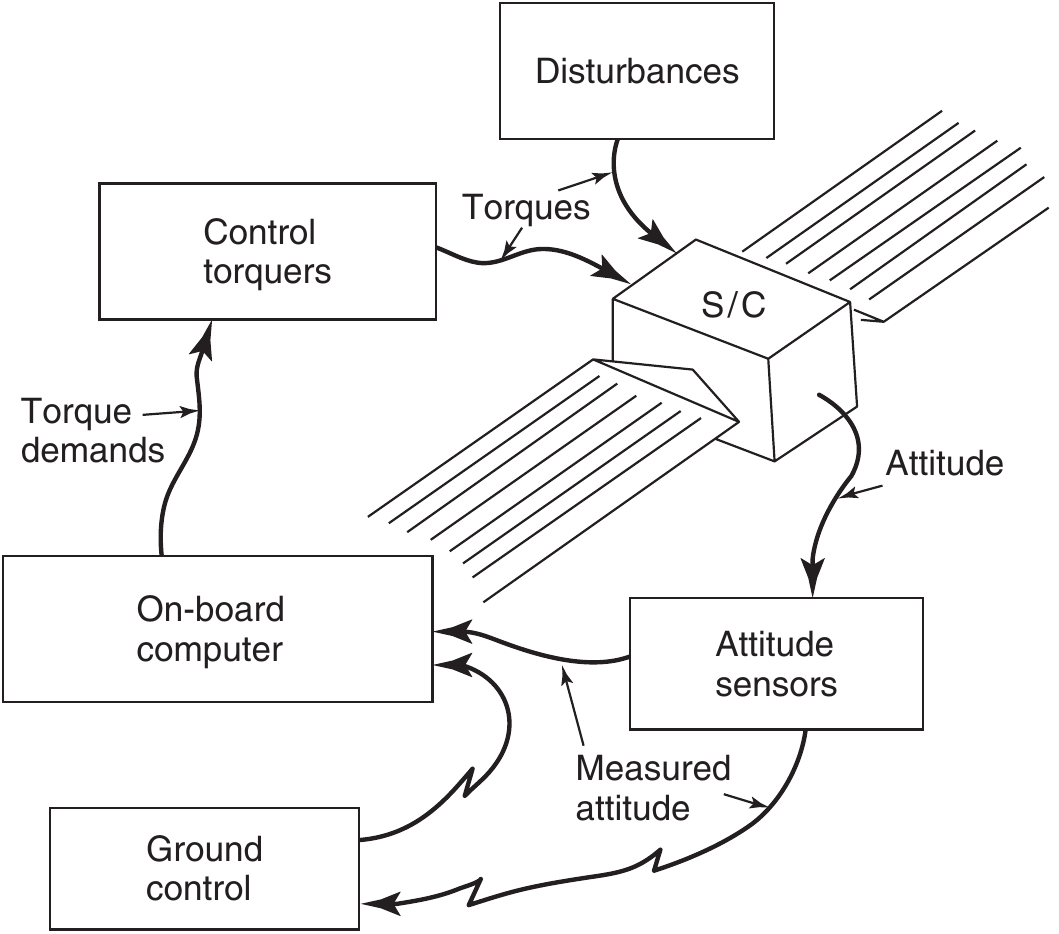 Disturbances
Torques
Control
torquers
S/C
Torque
demands
Attitude
On-board
computer
Attitude
sensors
Measured
attitude
Ground
control